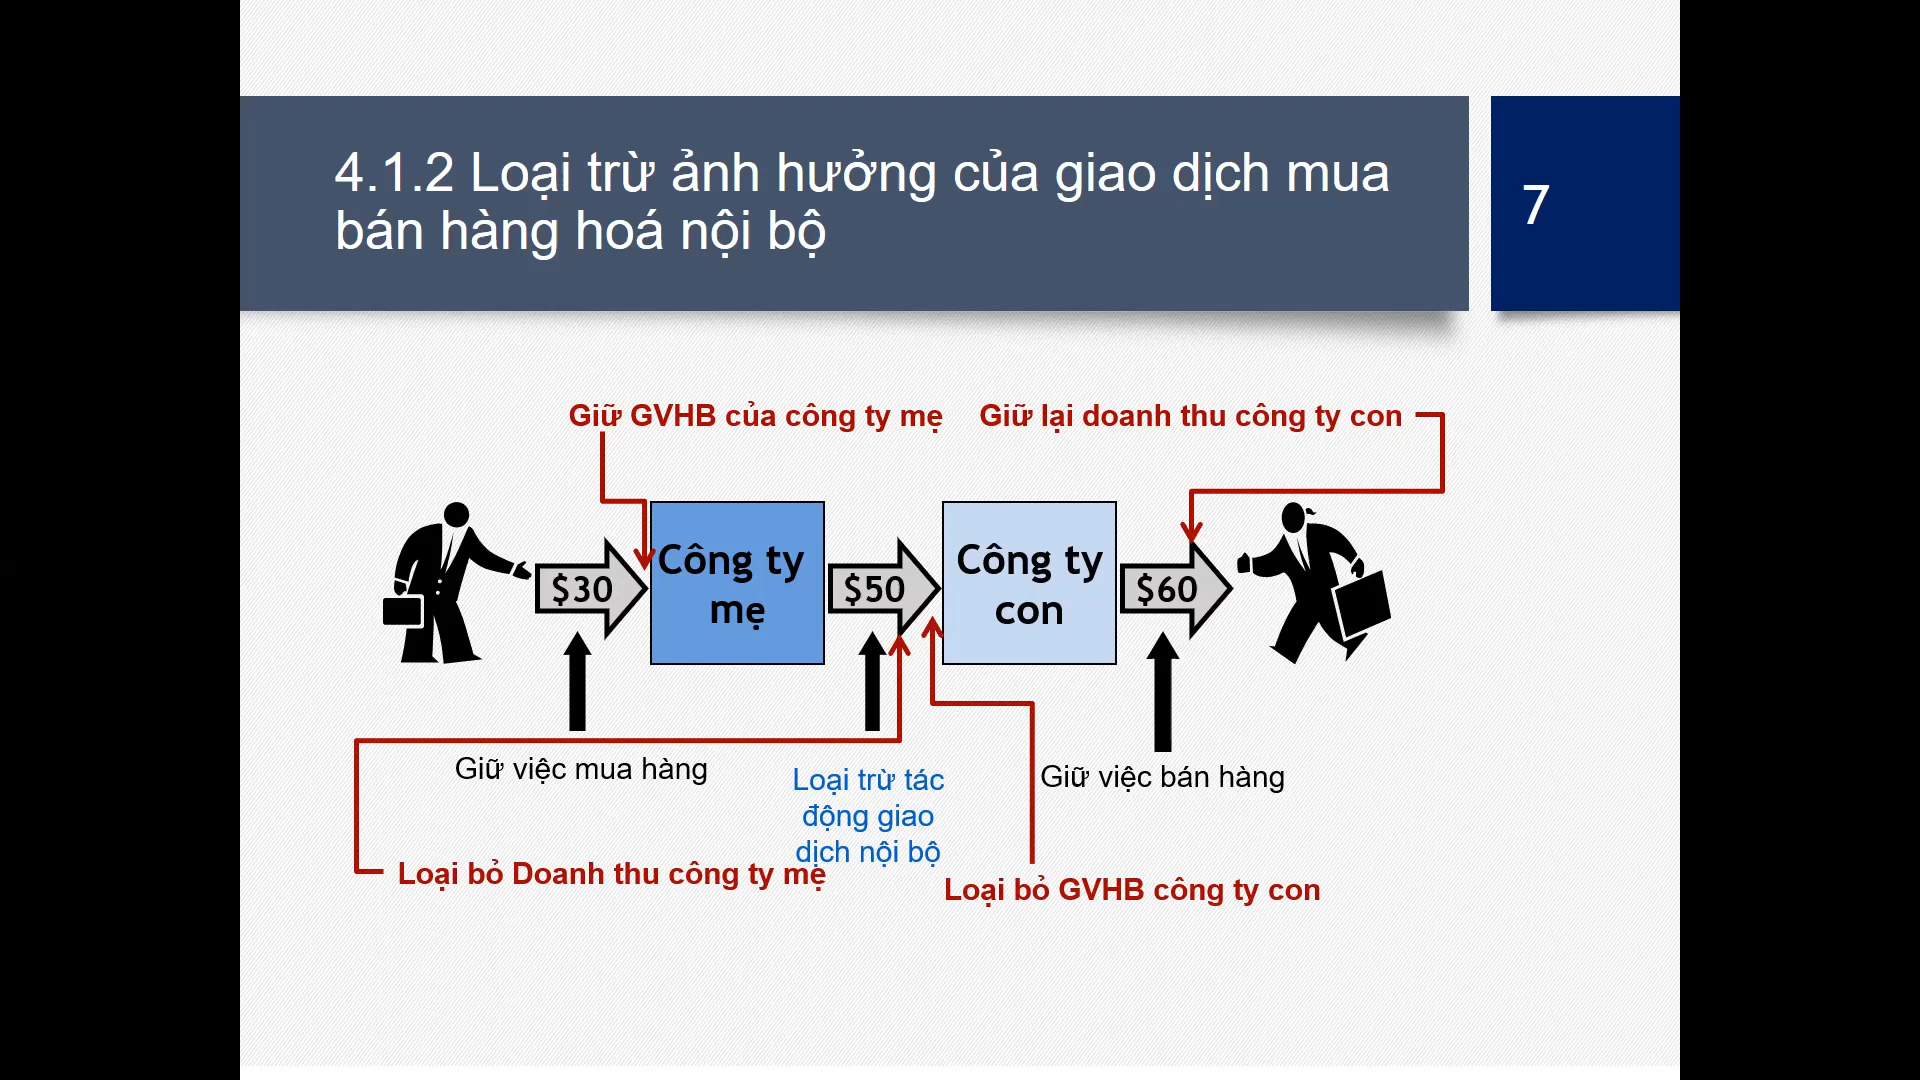 4.1.2 Loại trừ ảnh hưởng của giao dịch mua
bán hàng hoá nội bộ
7
Giữ GVHB của công ty mẹ
Giữ lại doanh thu công ty con
$30
Công ty
mẹ
$50
Công ty
con
$60
Giữ việc mua hàng
Loại trừ tác
động giao
dịch nội bộ
Giữ việc bán hàng
Loại bỏ Doanh thu công ty mẹ
Loại bỏ GVHB công ty con